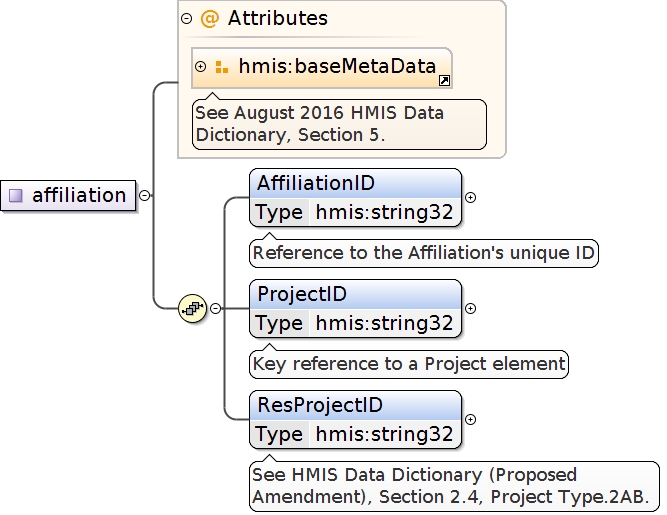 @ Attributes
hmis:baseMetaData
See August 2016 HMIS Data
Dictionary, Section 5.
affiliation
AffiliationID
Type hmis:string32
Reference to the Affiliation's unique ID
ProjectID
Type hmis:string32
Key reference to a Project element
ResProjectID
Type hmis:string32
See HMIS Data Dictionary (Proposed
Amendment), Section 2.4, Project Type.2AB.